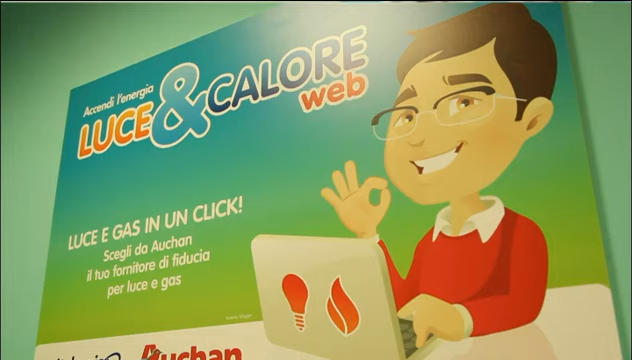 Accendi l'energia
LUCE&CALORE
web
LUCE E GAS IN UN CLICK!
Scegli da Auchan
il tuo fornitore di fiducia
per luce e gas
Auchan